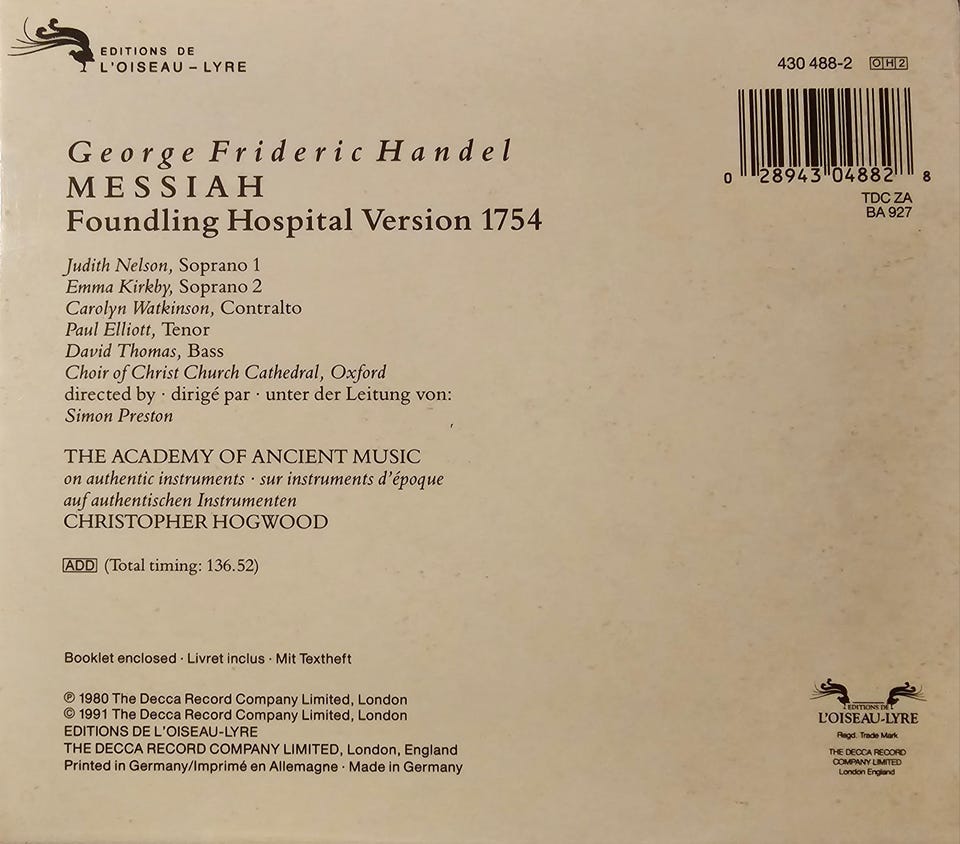 EDITIONS DE
L'OISEAU – LYRE
430 488-2 OH2
0 28943 04882 8
TDC ZA
BA 927
George Frideric Handel
MESSIAH
Foundling Hospital Version 1754
Judith Nelson, Soprano 1
Emma Kirkby, Soprano 2
Carolyn Watkinson, Contralto
Paul Elliott, Tenor
David Thomas, Bass
Choir of Christ Church Cathedral, Oxford
directed by · dirigé par · unter der Leitung von:
Simon Preston
THE ACADEMY OF ANCIENT MUSIC
on authentic instruments · sur instruments d'époque
auf authentischen Instrumenten
CHRISTOPHER HOGWOOD
ADD (Total timing: 136.52)
Booklet enclosed · Livret inclus · Mit Textheft
℗ 1980 The Decca Record Company Limited, London
© 1991 The Decca Record Company Limited, London
EDITIONS DE L'OISEAU-LYRE
THE DECCA RECORD COMPANY LIMITED, London, England
Printed in Germany/Imprimé en Allemagne · Made in Germany
EDITIONS DE
L'OISEAU-LYRE
Regd. Trade Mark
THE DECCA RECORD
COMPANY LIMITED
London England